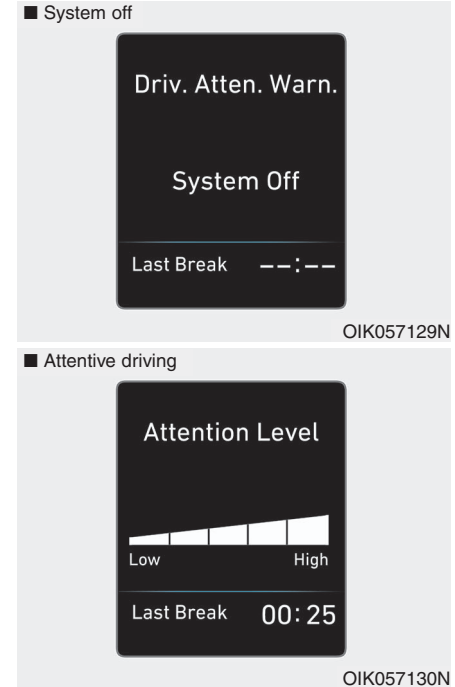 ■ System off
Driv. Atten. Warn.
System Off
Last Break --:--
OIK057129N
■ Attentive driving
Attention Level
Low High
Last Break 00:25
OIK057130N